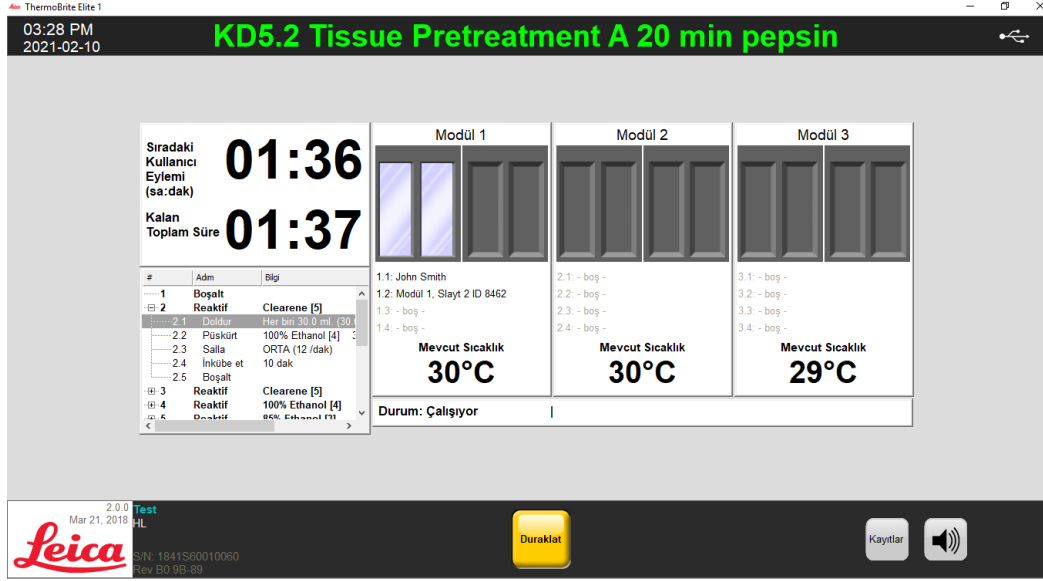 ThermoBrite Elite 1
03:28 PM
2021-02-10
KD5.2 Tissue Pretreatment A 20 min pepsin
Sıradaki
Kullanıcı
Eylemi
(sa:dak)
01:36
Kalan
Toplam Süre
01:37
# Adım Bilgi
1 Boşalt
2 Reaktif Clearene [5]
2.1 Doldur Her biri 30.0 ml. (30
2.2 Püskürt 100% Ethanol [4]
2.3 Salla ORTA (12 /dak)
2.4 İnkübe et 10 dak
2.5 Boşalt
3 Reaktif Clearene [5]
4 Reaktif 100% Ethanol [4]
5 Reaktif 85% Ethanol [3]
Modül 1
1.1: John Smith
1.2: Modül 1, Slayt 2 ID 8462
1.3: - boş -
1.4: - boş -
Mevcut Sıcaklık
30°C
Modül 2
2.1: - boş -
2.2: - boş -
2.3: - boş -
2.4: - boş -
Mevcut Sıcaklık
30°C
Modül 3
3.1: - boş -
3.2: - boş -
3.3: - boş -
3.4: - boş -
Mevcut Sıcaklık
29°C
Durum: Çalışıyor
2.0.0
Mar 21, 2018
Leica
Test
HL
S/N: 1841S60010060
Rev B0.9B-89
Duraklat
Kayıtlar